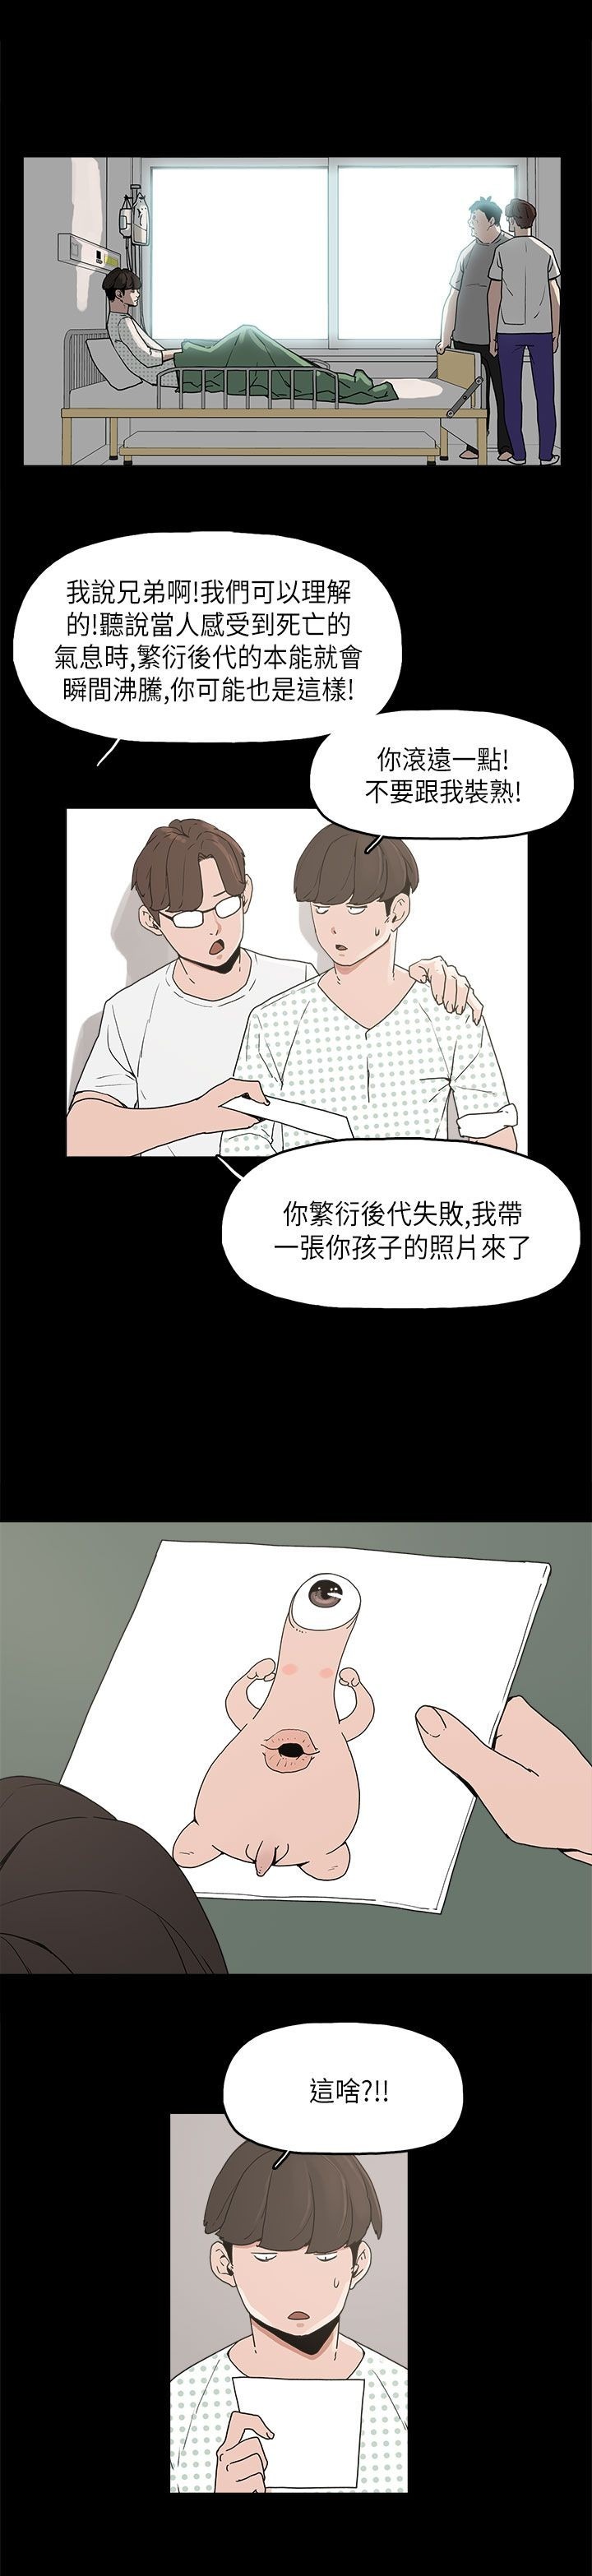 我說兄弟啊!我們可以理解
的!聽說當人感受到死亡的
氣息時,繁衍後代的本能就會
瞬間沸騰,你可能也是這樣!
你滾遠一點!
不要跟我裝熟!
你繁衍後代失敗,我帶
一張你孩子的照片來了
這啥?!!